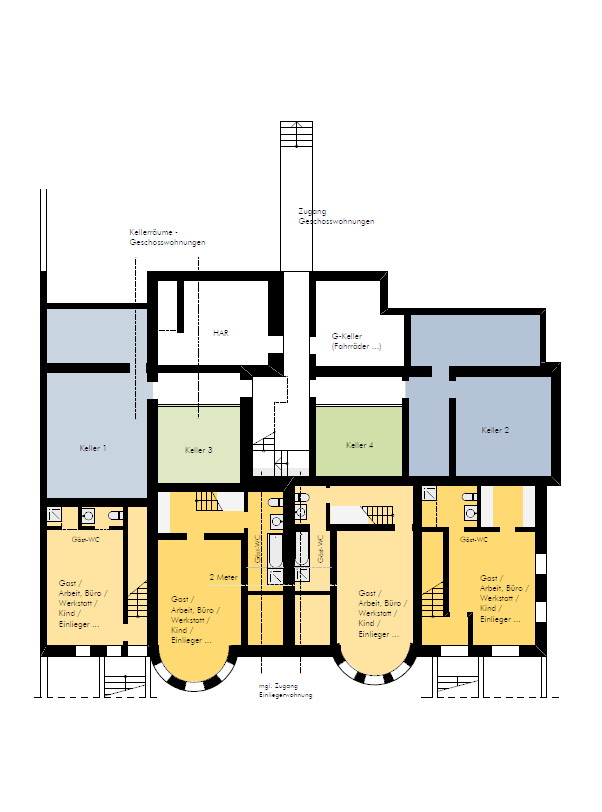 Zugang
Geschosswohnungen
Kellerräume -
Geschosswohnungen
HAR
G-Keller
(Fahrräder ...)
Keller 1
Keller 3
Keller 4
Keller 2
Gäst-WC
Gäst-WC
Gäst-WC
Gäst-WC
2 Meter
Gast /
Arbeit, Büro /
Werkstatt /
Kind /
Einlieger ...
Gast /
Arbeit, Büro /
Werkstatt /
Kind /
Einlieger ...
Gast /
Arbeit, Büro /
Werkstatt /
Kind /
Einlieger ...
Gast /
Arbeit, Büro /
Werkstatt /
Kind /
Einlieger ...
mgl. Zugang
Einliegerwohnung